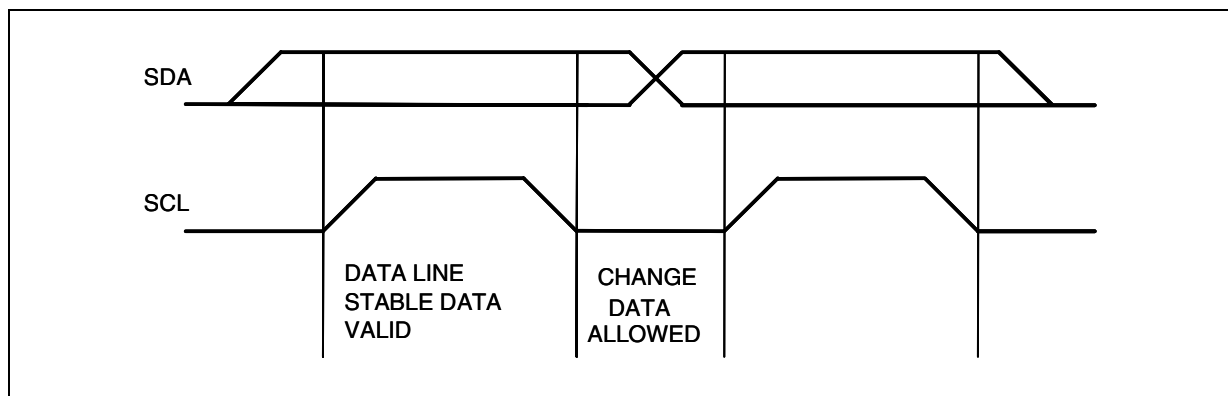 SDA
SCL
DATA LINE
STABLE DATA
VALID
CHANGE
DATA
ALLOWED